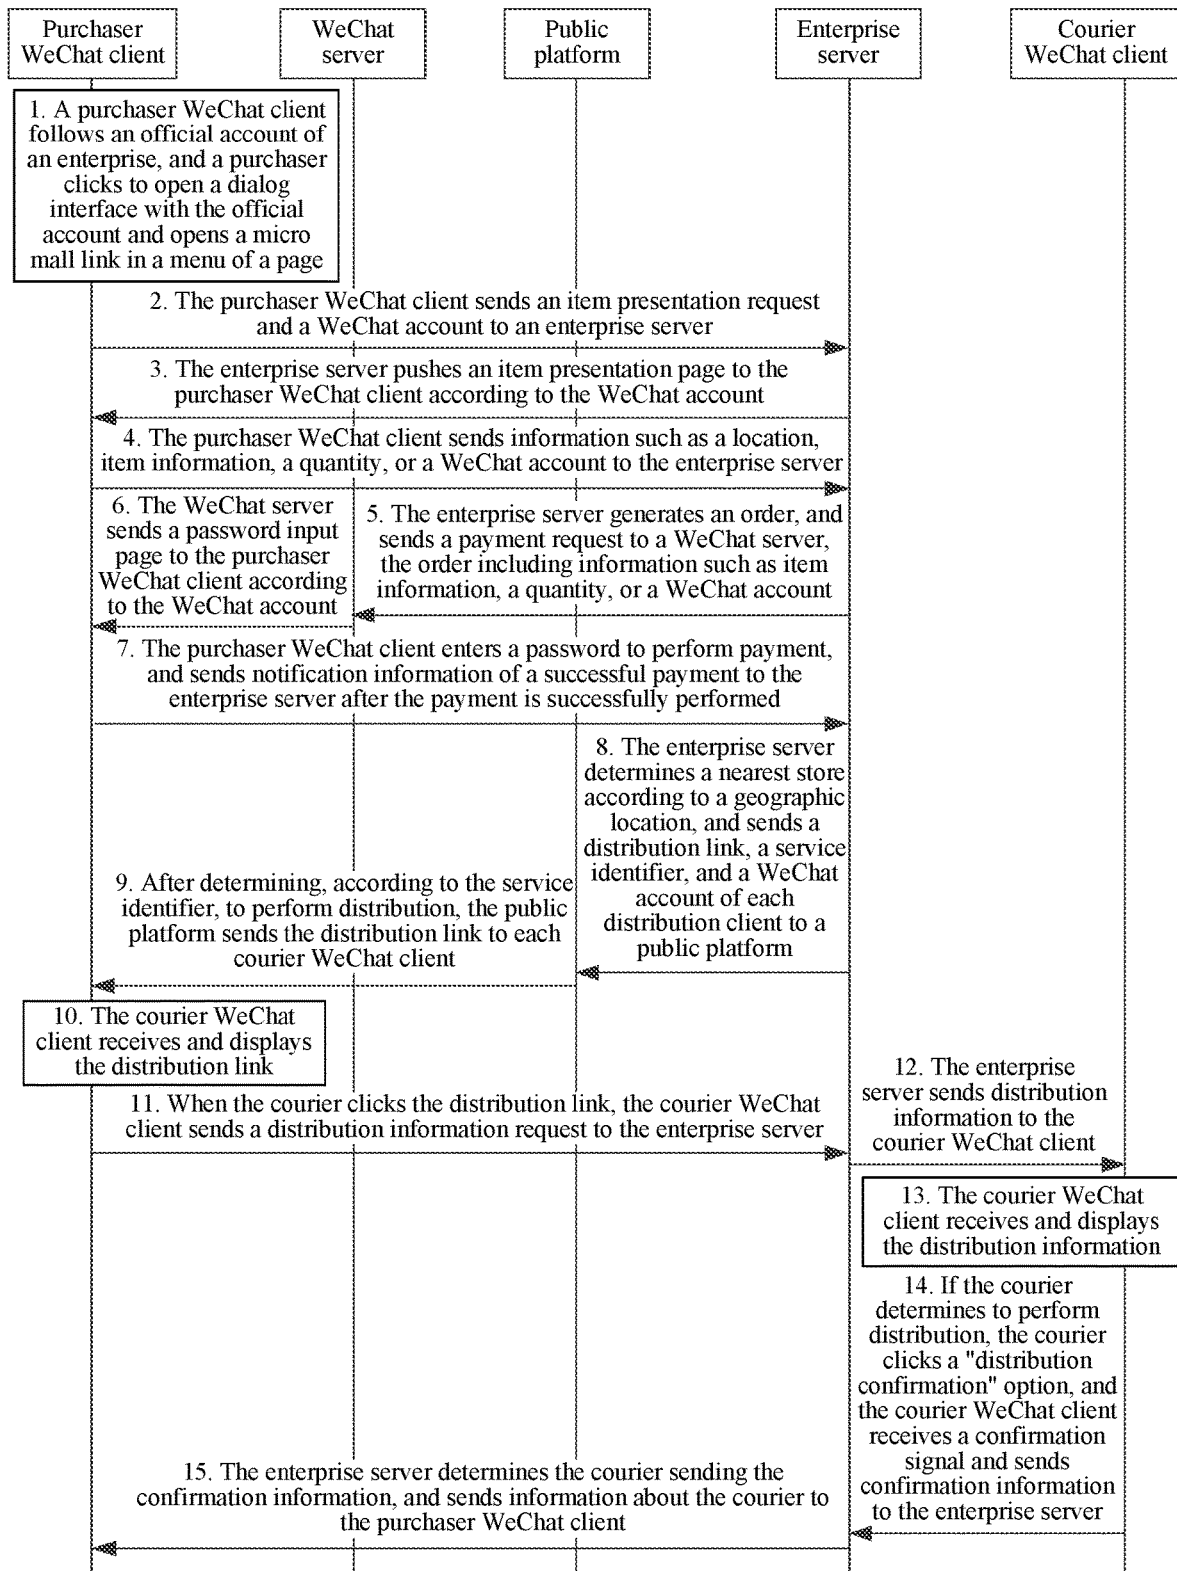 Purchaser
WeChat client
WeChat
server
Public
platform
Enterprise
server
Courier
WeChat client
1. A purchaser WeChat client
follows an official account of
an enterprise, and a purchaser
clicks to open a dialog
interface with the official
account and opens a micro
mall link in a menu of a page
2. The purchaser WeChat client sends an item presentation request
and a WeChat account to an enterprise server
3. The enterprise server pushes an item presentation page to the
purchaser WeChat client according to the WeChat account
4. The purchaser WeChat client sends information such as a location,
item information, a quantity, or a WeChat account to the enterprise server
6. The WeChat server
sends a password input
page to the purchaser
WeChat client according
to the WeChat account
5. The enterprise server generates an order, and
sends a payment request to a WeChat server,
the order including information such as item
information, a quantity, or a WeChat account
7. The purchaser WeChat client enters a password to perform payment,
and sends notification information of a successful payment to the
enterprise server after the payment is successfully performed
8. The enterprise server
determines a nearest store
according to a geographic
location, and sends a
distribution link, a service
identifier, and a WeChat
account of each
distribution client to a
public platform
9. After determining, according to the service
identifier, to perform distribution, the public
platform sends the distribution link to each
courier WeChat client
10. The courier WeChat
client receives and displays
the distribution link
11. When the courier clicks the distribution link, the courier WeChat
client sends a distribution information request to the enterprise server
12. The enterprise
server sends distribution
information to the
courier WeChat client
13. The courier WeChat
client receives and displays
the distribution information
14. If the courier
determines to perform
distribution, the courier
clicks a "distribution
confirmation" option, and
the courier WeChat client
receives a confirmation
signal and sends
confirmation information
to the enterprise server
15. The enterprise server determines the courier sending the
confirmation information, and sends information about the courier to
the purchaser WeChat client